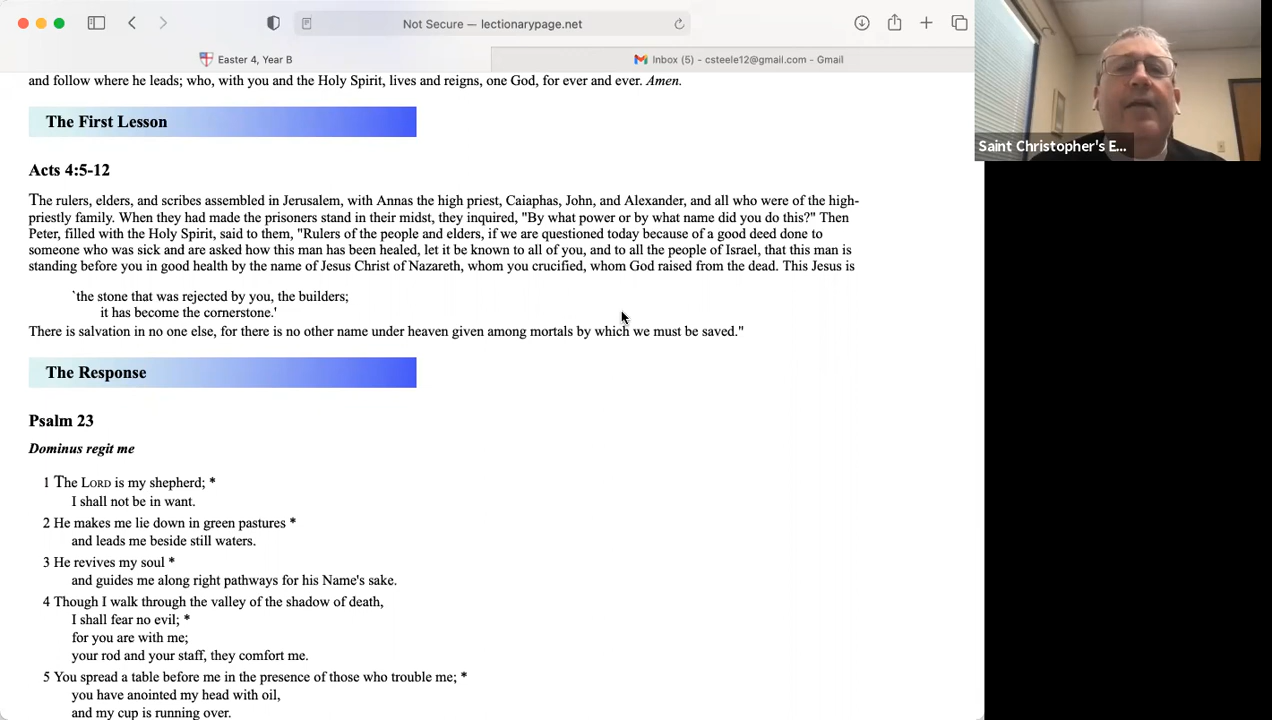 Not Secure — lectionarypage.net
Easter 4, Year B
Inbox (5) - csteele12@gmail.com - Gmail
and follow where he leads; who, with you and the Holy Spirit, lives and reigns, one God, for ever and ever. Amen.
Saint Christopher's E...
The First Lesson
Acts 4:5-12
The rulers, elders, and scribes assembled in Jerusalem, with Annas the high priest, Caiaphas, John, and Alexander, and all who were of the high-
priestly family. When they had made the prisoners stand in their midst, they inquired, "By what power or by what name did you do this?" Then
Peter, filled with the Holy Spirit, said to them, "Rulers of the people and elders, if we are questioned today because of a good deed done to
someone who was sick and are asked how this man has been healed, let it be known to all of you, and to all the people of Israel, that this man is
standing before you in good health by the name of Jesus Christ of Nazareth, whom you crucified, whom God raised from the dead. This Jesus is
`the stone that was rejected by you, the builders;
it has become the cornerstone.'
There is salvation in no one else, for there is no other name under heaven given among mortals by which we must be saved."
The Response
Psalm 23
Dominus regit me
1 The LORD is my shepherd; *
I shall not be in want.
2 He makes me lie down in green pastures *
and leads me beside still waters.
3 He revives my soul *
and guides me along right pathways for his Name's sake.
4 Though I walk through the valley of the shadow of death,
I shall fear no evil; *
for you are with me;
your rod and your staff, they comfort me.
5 You spread a table before me in the presence of those who trouble me; *
you have anointed my head with oil,
and my cup is running over.